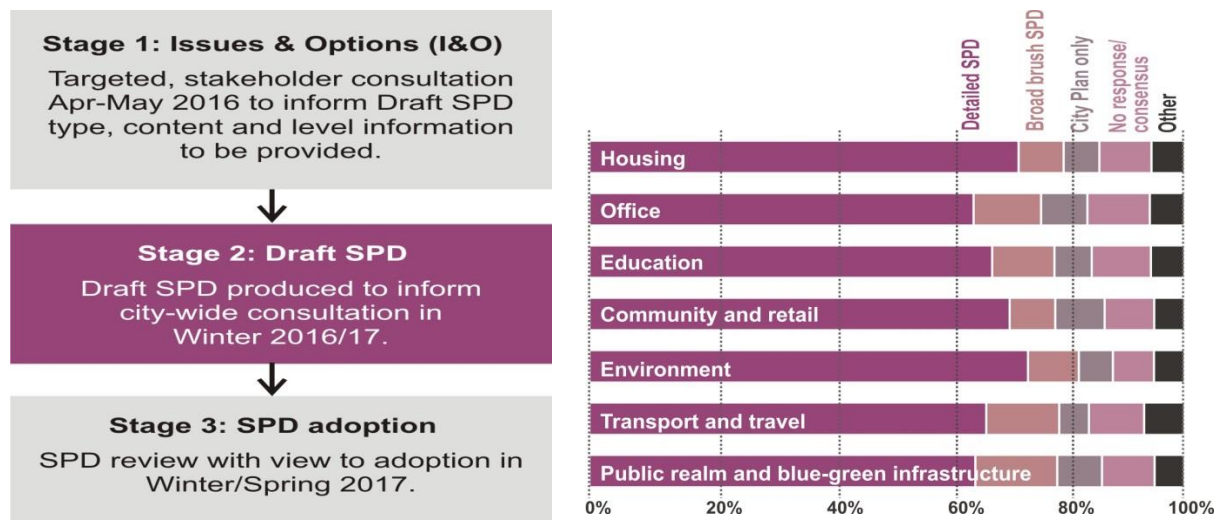 Stage 1: Issues & Options (I&O)
Targeted, stakeholder consultation
Apr-May 2016 to inform Draft SPD
type, content and level information
to be provided.
Stage 2: Draft SPD
Draft SPD produced to inform
city-wide consultation in
Winter 2016/17.
Stage 3: SPD adoption
SPD review with view to adoption in
Winter/Spring 2017.
Detailed SPD
Broad brush SPD
City Plan only
No response/
consensus
Other
Housing
Office
Education
Community and retail
Environment
Transport and travel
Public realm and blue-green infrastructure
0%
20%
40%
60%
80%
100%